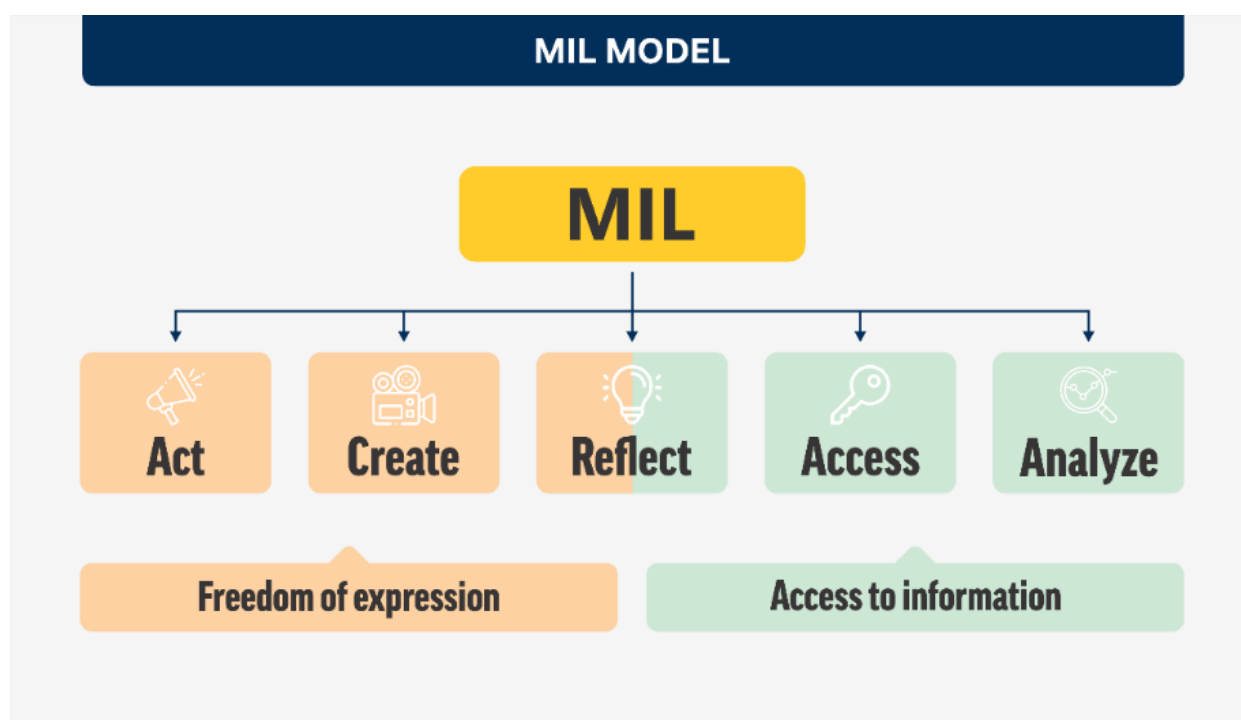 MIL MODEL
MIL
Act
Create
Reflect
Access
Analyze
Freedom of expression
Access to information